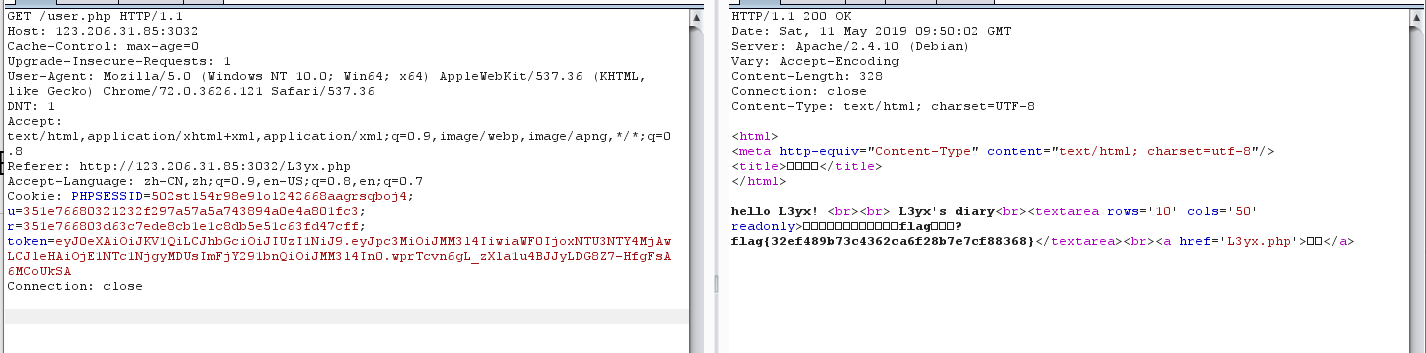 GET /user.php HTTP/1.1
Host: 123.206.31.85:3032
Cache-Control: max-age=0
Upgrade-Insecure-Requests: 1
User-Agent: Mozilla/5.0 (Windows NT 10.0; Win64; x64) AppleWebKit/537.36 (KHTML,
like Gecko) Chrome/72.0.3626.121 Safari/537.36
DNT: 1
Accept:
text/html,application/xhtml+xml,application/xml;q=0.9,image/webp,image/apng,*/*;q=0
.8
Referer: http://123.206.31.85:3032/L3yx.php
Accept-Language: zh-CN,zh;q=0.9,en-US;q=0.8,en;q=0.7
Cookie: PHPSESSID=502st154r98e91ol242668aagrsqboj4;
u=351e76680321232f297a57a5a743894a0e4a801fc3;
r=351e766803d63c7ede8cb1e1c8db5e51c63fd47cff;
token=eyJ0eXAiOiJKV1QiLCJhbGciOiJIUzI1NiJ9.eyJpc3MiOiJMM3l4IiwiaWF0IjoxNTU3NTY4MjAw
LCJleHAiOjE1NTc1NjgyMDUsImFjY291bnQiOiJMM3l4In0.wprTcvn6gL_zXla1u4BJJyLDG8Z7-HfgFsA
6MCoUkSA
Connection: close
HTTP/1.1 200 OK
Date: Sat, 11 May 2019 09:50:02 GMT
Server: Apache/2.4.10 (Debian)
Vary: Accept-Encoding
Content-Length: 328
Connection: close
Content-Type: text/html; charset=UTF-8
<html>
<meta http-equiv="Content-Type" content="text/html; charset=utf-8"/>
<title>□□□□</title>
</html>
hello L3yx! <br><br> L3yx's diary<br><textarea rows='10' cols='50'
readonly>□□□□□□□□□□□□flag□□□?
flag{32ef489b73c4362ca6f28b7e7cf88368}</textarea><br><a href='L3yx.php'>□□</a>